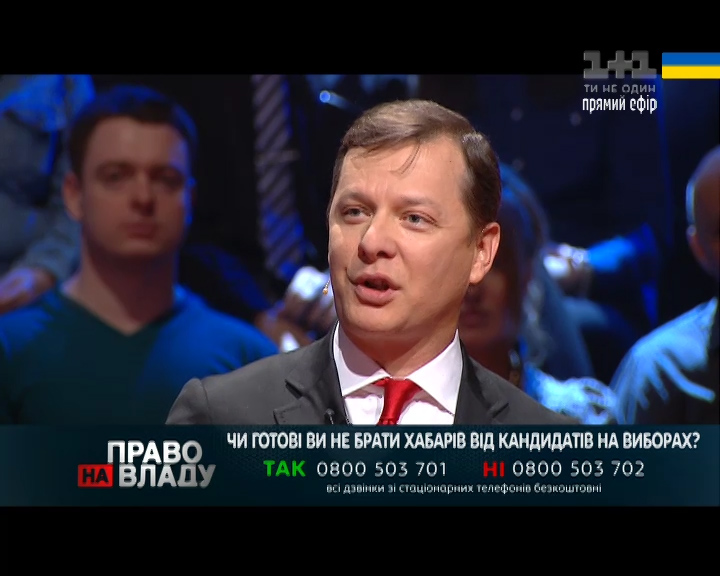 1+1
ТИ НЕ ОДИН
ПРЯМИЙ ЕФІР
ПРАВО
НА ВЛАДУ
ЧИ ГОТОВІ ВИ НЕ БРАТИ ХАБАРІВ ВІД КАНДИДАТІВ НА ВИБОРАХ?
ТАК 0800 503 701 НІ 0800 503 702
ВСІ ДЗВІНКИ ЗІ СТАЦІОНАРНИХ ТЕЛЕФОНІВ БЕЗКОШТОВНІ